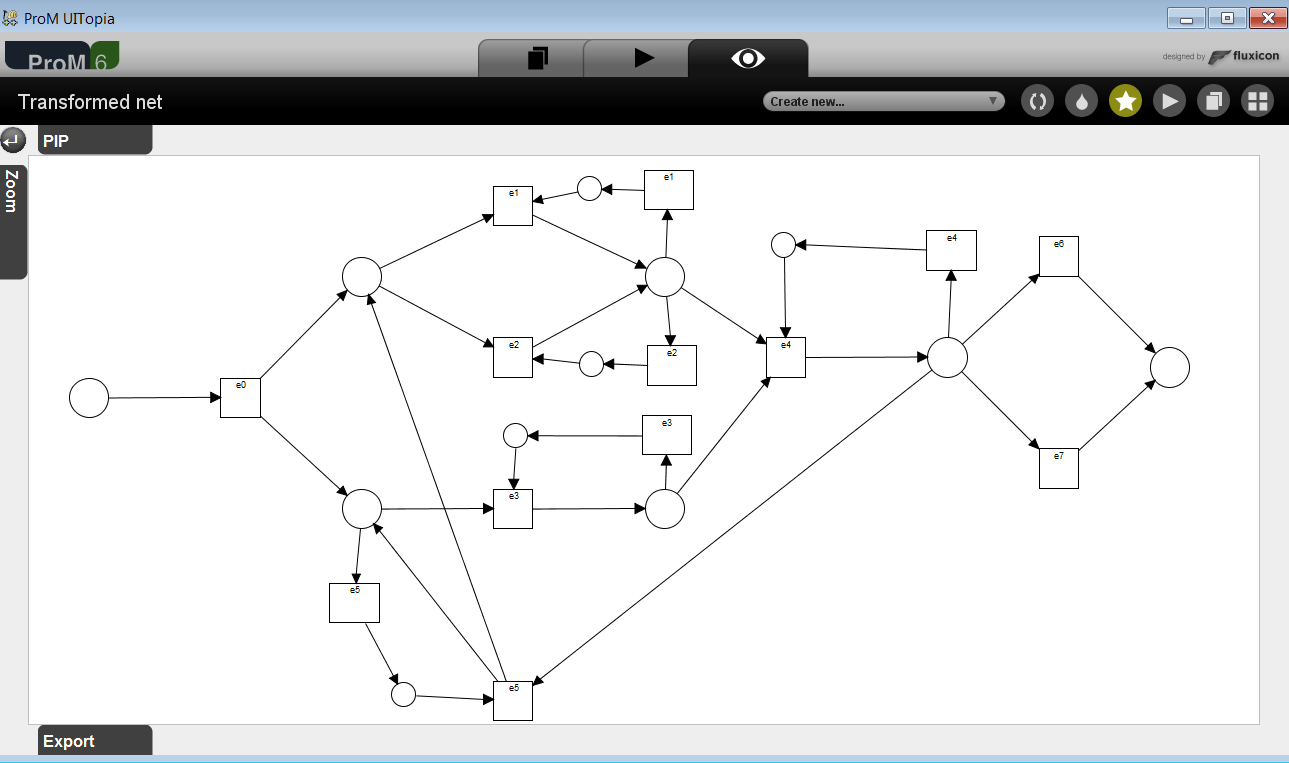 ProM UITopia
ProM 6
designed by fluxicon
Transformed net
Create new...
PIP
Zoom
e1
e1
e4
e6
e2
e2
e4
e0
e3
e3
e7
e5
e5
Export